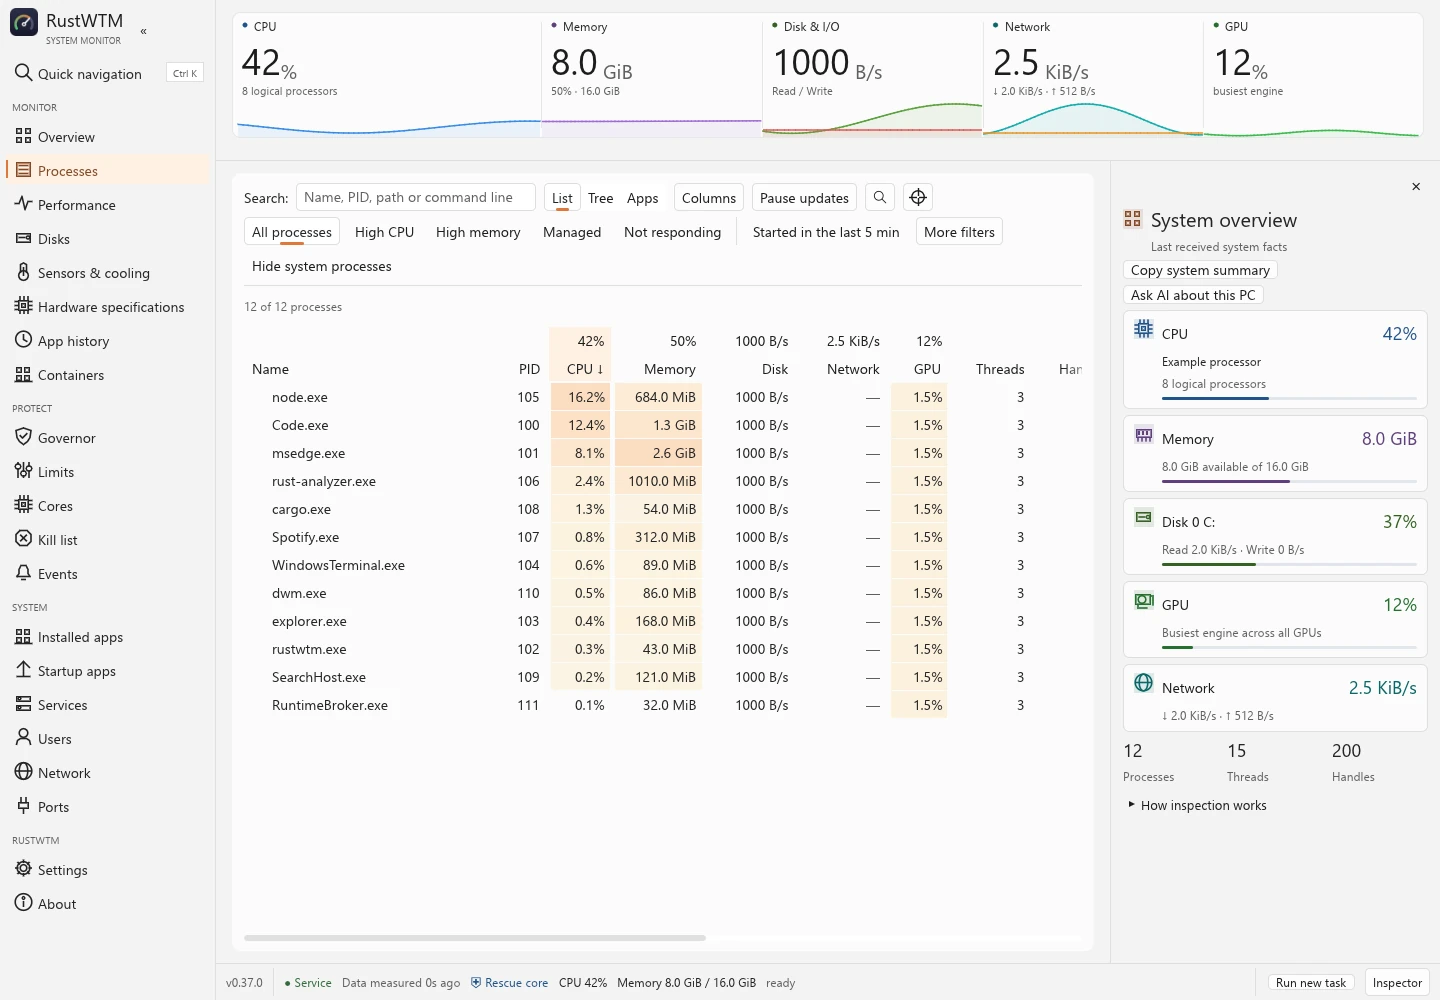 RustWTM
SYSTEM MONITOR
«
Quick navigation Ctrl K
MONITOR
Overview
Processes
Performance
Disks
Sensors & cooling
Hardware specifications
App history
Containers
PROTECT
Governor
Limits
Cores
Kill list
Events
SYSTEM
Installed apps
Startup apps
Services
Users
Network
Ports
RUSTWTM
Settings
About
CPU
42%
8 logical processors
Memory
8.0 GiB
50% · 16.0 GiB
Disk & I/O
1000 B/s
Read / Write
Network
2.5 KiB/s
↓ 2.0 KiB/s · ↑ 512 B/s
GPU
12%
busiest engine
Search: Name, PID, path or command line List Tree Apps Columns Pause updates
All processes High CPU High memory Managed Not responding Started in the last 5 min More filters
Hide system processes
12 of 12 processes
42% 50% 1000 B/s 2.5 KiB/s 12%
Name PID CPU ↓ Memory Disk Network GPU Threads Han
node.exe 105 16.2% 684.0 MiB 1000 B/s — 1.5% 3
Code.exe 100 12.4% 1.3 GiB 1000 B/s — 1.5% 3
msedge.exe 101 8.1% 2.6 GiB 1000 B/s — 1.5% 3
rust-analyzer.exe 106 2.4% 1010.0 MiB 1000 B/s — 1.5% 3
cargo.exe 108 1.3% 54.0 MiB 1000 B/s — 1.5% 3
Spotify.exe 107 0.8% 312.0 MiB 1000 B/s — 1.5% 3
WindowsTerminal.exe 104 0.6% 89.0 MiB 1000 B/s — 1.5% 3
dwm.exe 110 0.5% 86.0 MiB 1000 B/s — 1.5% 3
explorer.exe 103 0.4% 168.0 MiB 1000 B/s — 1.5% 3
rustwtm.exe 102 0.3% 43.0 MiB 1000 B/s — 1.5% 3
SearchHost.exe 109 0.2% 121.0 MiB 1000 B/s — 1.5% 3
RuntimeBroker.exe 111 0.1% 32.0 MiB 1000 B/s — 1.5% 3
×
System overview
Last received system facts
Copy system summary
Ask AI about this PC
CPU 42%
Example processor
8 logical processors
Memory 8.0 GiB
8.0 GiB available of 16.0 GiB
Disk 0 C: 37%
Read 2.0 KiB/s · Write 0 B/s
GPU 12%
Busiest engine across all GPUs
Network 2.5 KiB/s
↓ 2.0 KiB/s · ↑ 512 B/s
12 15 200
Processes Threads Handles
How inspection works
v0.37.0 Service Data measured 0s ago Rescue core CPU 42% Memory 8.0 GiB / 16.0 GiB ready Run new task Inspector